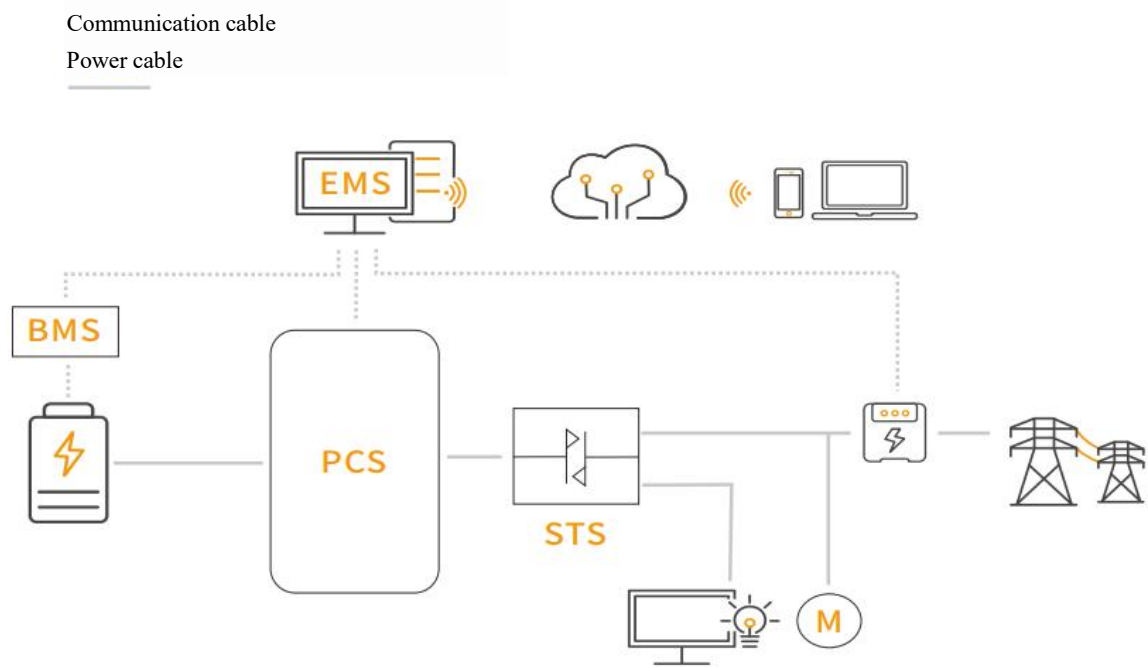 Communication cable
Power cable
EMS
BMS
PCS
STS
M